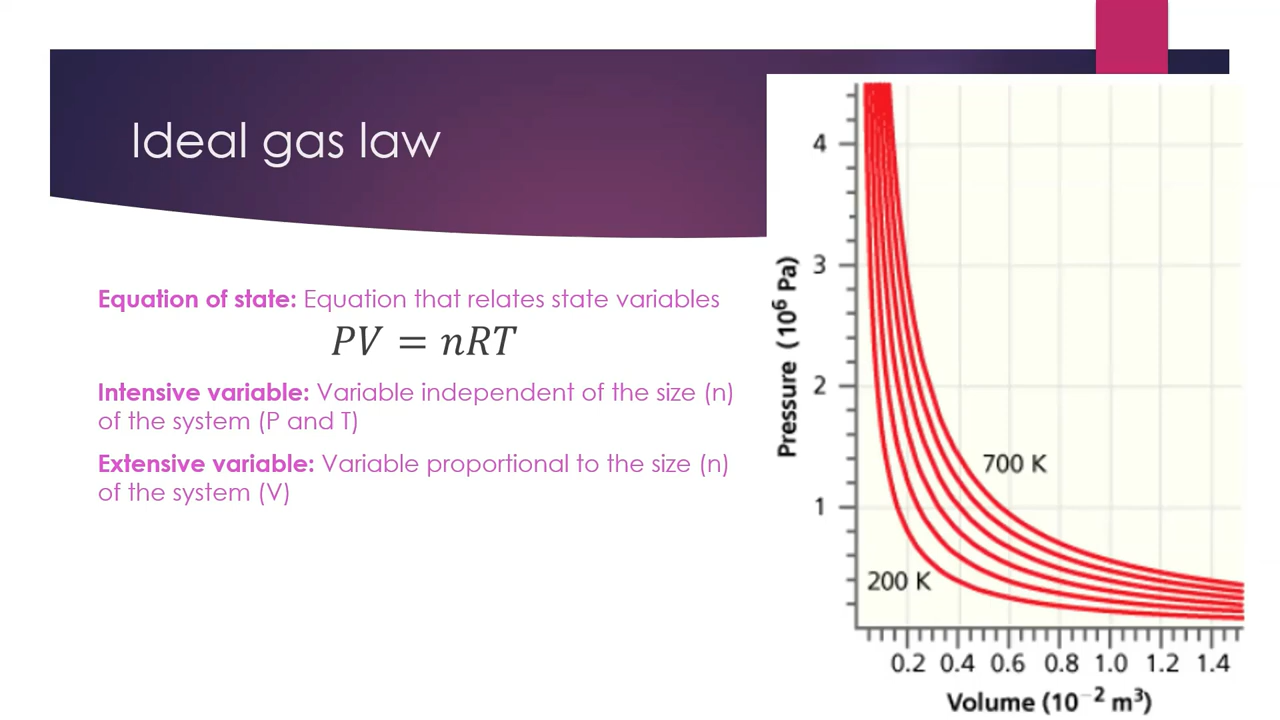 Ideal gas law
Equation of state: Equation that relates state variables
PV = nRT
Intensive variable: Variable independent of the size (n)
of the system (P and T)
Extensive variable: Variable proportional to the size (n)
of the system (V)
Pressure (10⁶ Pa)
4
3
2
1
700 K
200 K
0.2 0.4 0.6 0.8 1.0 1.2 1.4
Volume (10⁻² m³)